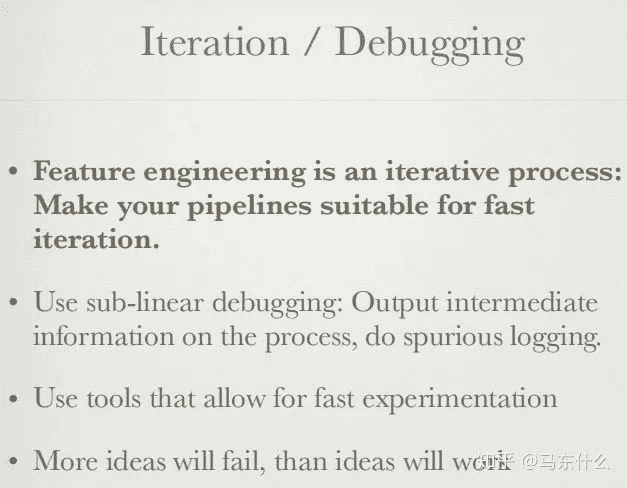 Iteration / Debugging
• Feature engineering is an iterative process:
Make your pipelines suitable for fast
iteration.
• Use sub-linear debugging: Output intermediate
information on the process, do spurious logging.
• Use tools that allow for fast experimentation
• More ideas will fail, than ideas will work
知乎 @马东什么